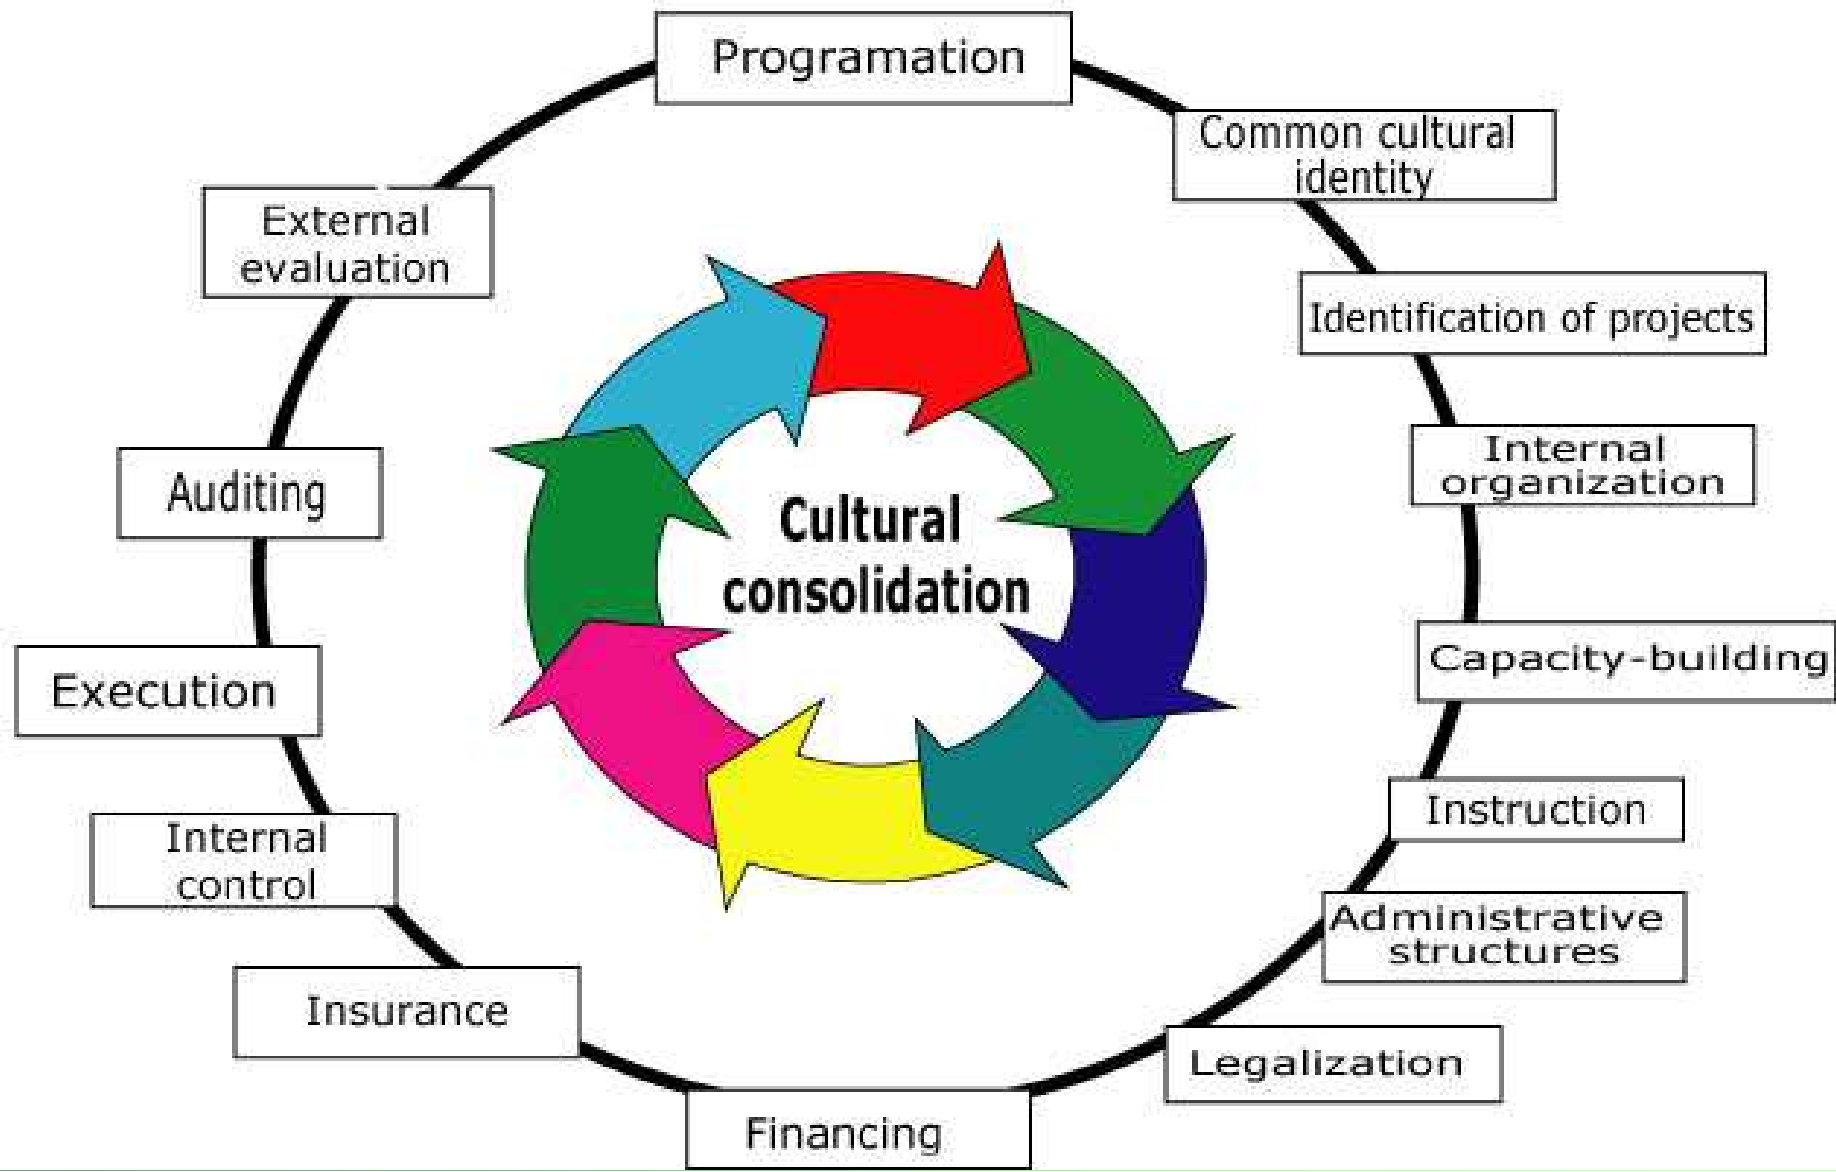 Programation
Common cultural
identity
Identification of projects
Internal
organization
Capacity-building
Instruction
Administrative
structures
Legalization
Financing
Insurance
Internal
control
Execution
Auditing
External
evaluation
Cultural
consolidation